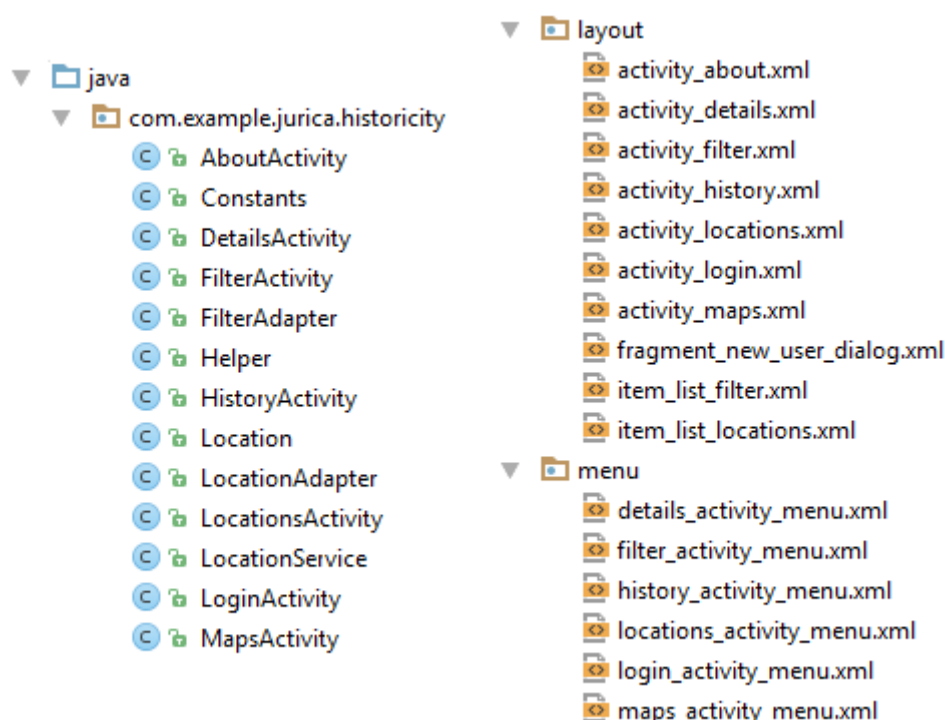 java
com.example.jurica.historicity
C AboutActivity
C Constants
C DetailsActivity
C FilterActivity
C FilterAdapter
C Helper
C HistoryActivity
C Location
C LocationAdapter
C LocationsActivity
C LocationService
C LoginActivity
C MapsActivity
layout
activity_about.xml
activity_details.xml
activity_filter.xml
activity_history.xml
activity_locations.xml
activity_login.xml
activity_maps.xml
fragment_new_user_dialog.xml
item_list_filter.xml
item_list_locations.xml
menu
details_activity_menu.xml
filter_activity_menu.xml
history_activity_menu.xml
locations_activity_menu.xml
login_activity_menu.xml
maps_activity_menu.xml